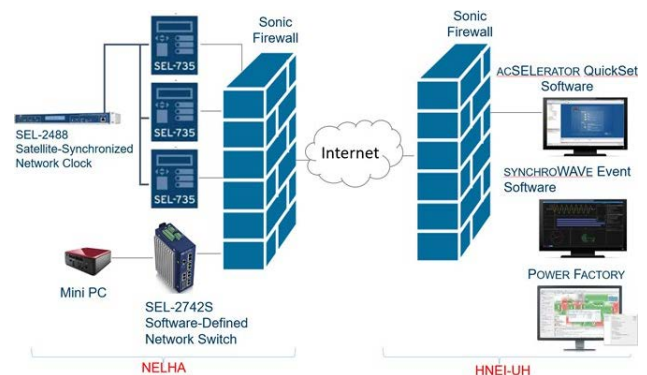 Sonic
Firewall
Sonic
Firewall
SEL-735
SEL-735
SEL-735
SEL-2488
Satellite-Synchronized
Network Clock
Internet
ACSELERATOR QuickSet
Software
SYNCHROWAVE Event
Software
POWER FACTORY
Mini PC
SEL-2742S
Software-Defined
Network Switch
NELHA
HNEI-UH